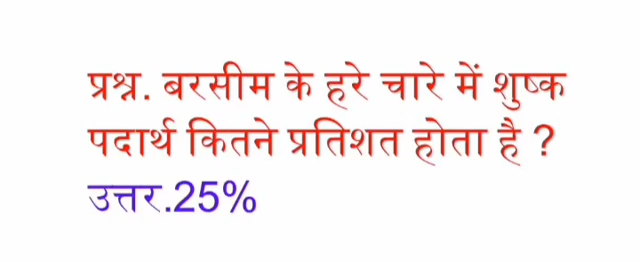 प्रश्न. बरसीम के हरे चारे में शुष्क
पदार्थ कितने प्रतिशत होता है ?
उत्तर.25%